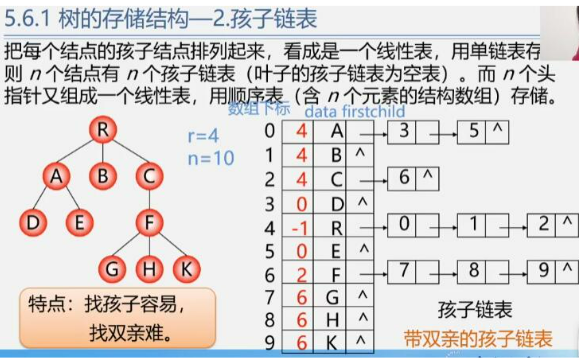 5.6.1 树的存储结构—2.孩子链表
把每个结点的孩子结点排列起来，看成是一个线性表，用单链表存
则 n 个结点有 n 个孩子链表（叶子的孩子链表为空表）。而 n 个头
指针又组成一个线性表，用顺序表（含 n 个元素的结构数组）存储。
数组下标 data firstchild
R
A B C
D E F
G H K
r=4
n=10
0 4 A 3 5 ^
1 4 B ^
2 4 C 6 ^
3 0 D ^
4 -1 R 0 1 2 ^
5 0 E ^
6 2 F 7 8 9 ^
7 6 G ^
8 6 H ^
9 6 K ^
特点：找孩子容易，
找双亲难。
孩子链表
带双亲的孩子链表